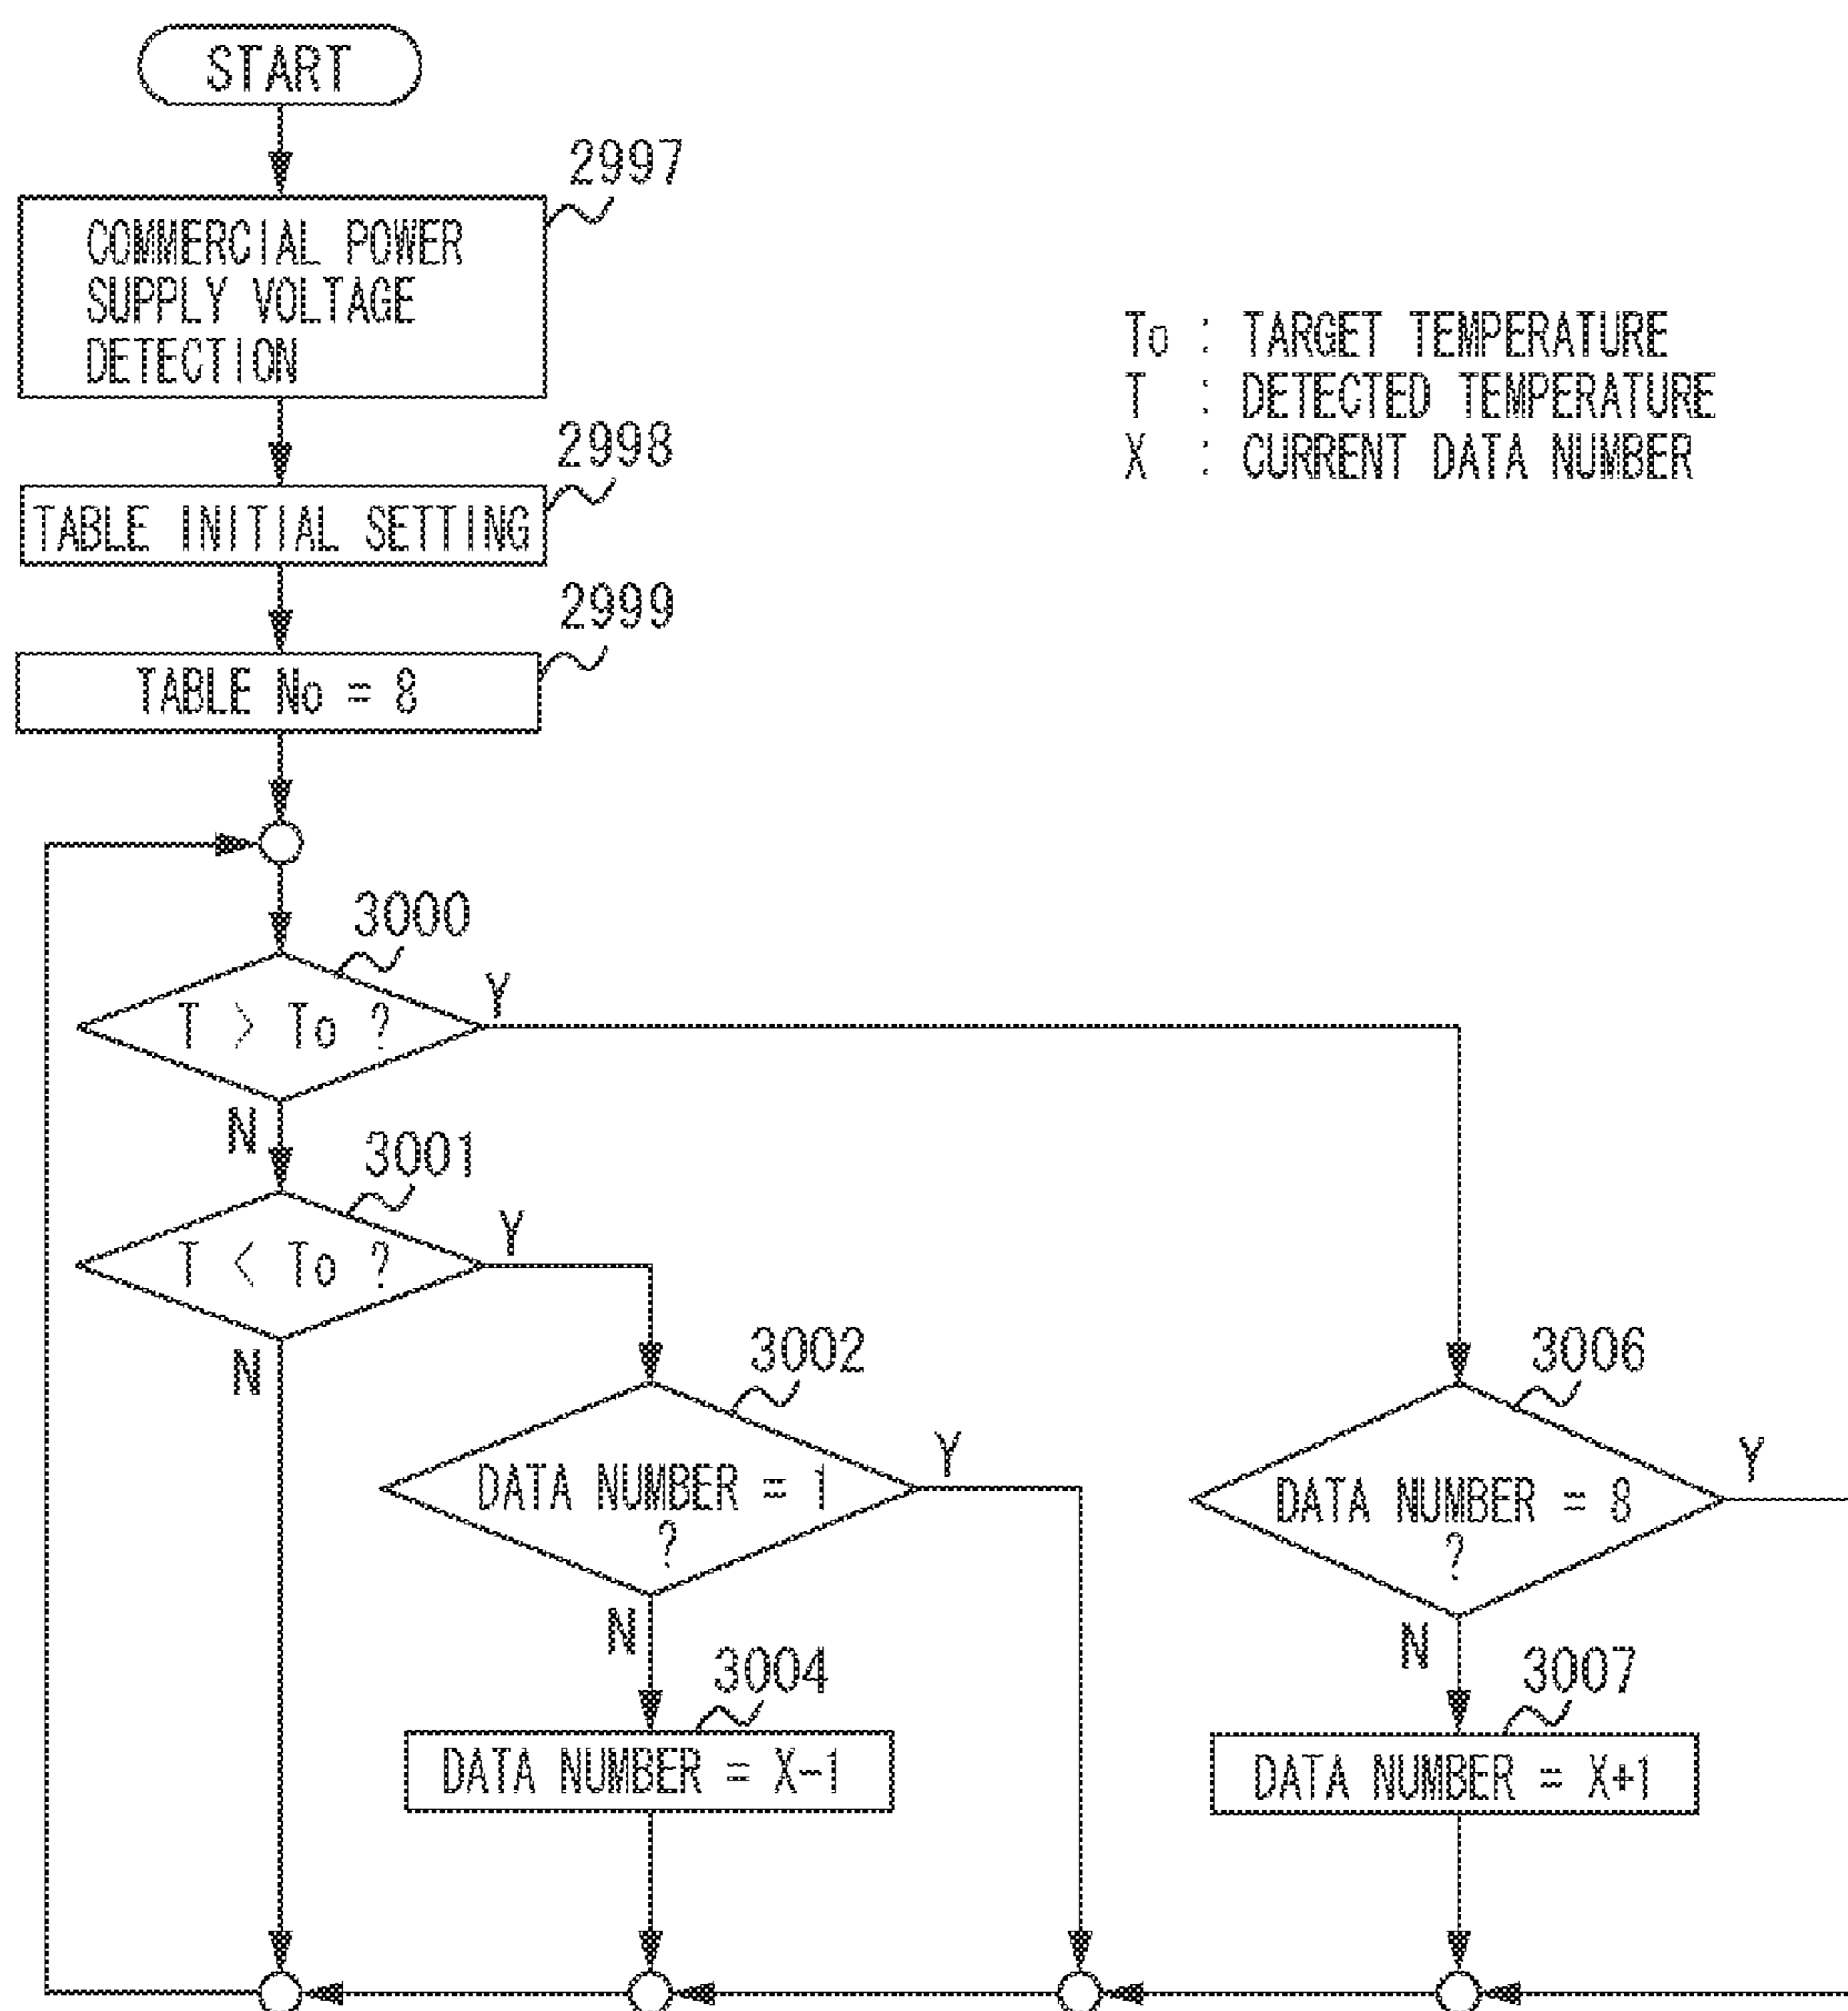 START
2997
COMMERCIAL POWER
SUPPLY VOLTAGE
DETECTION
To : TARGET TEMPERATURE
T : DETECTED TEMPERATURE
X : CURRENT DATA NUMBER
2998
TABLE INITIAL SETTING
2999
TABLE No = 8
3000
T > To ?
Y
N
3001
T < To ?
Y
N
3002
DATA NUMBER = 1
?
Y
N
3006
DATA NUMBER = 8
?
Y
N
3004
DATA NUMBER = X-1
3007
DATA NUMBER = X+1